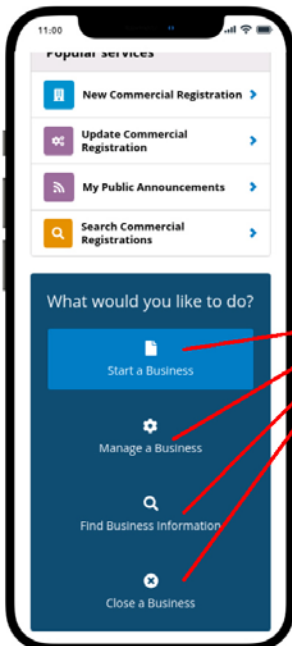 11:00
Popular services
New Commercial Registration
Update Commercial
Registration
My Public Announcements
Search Commercial
Registrations
What would you like to do?
Start a Business
Manage a Business
Find Business Information
Close a Business